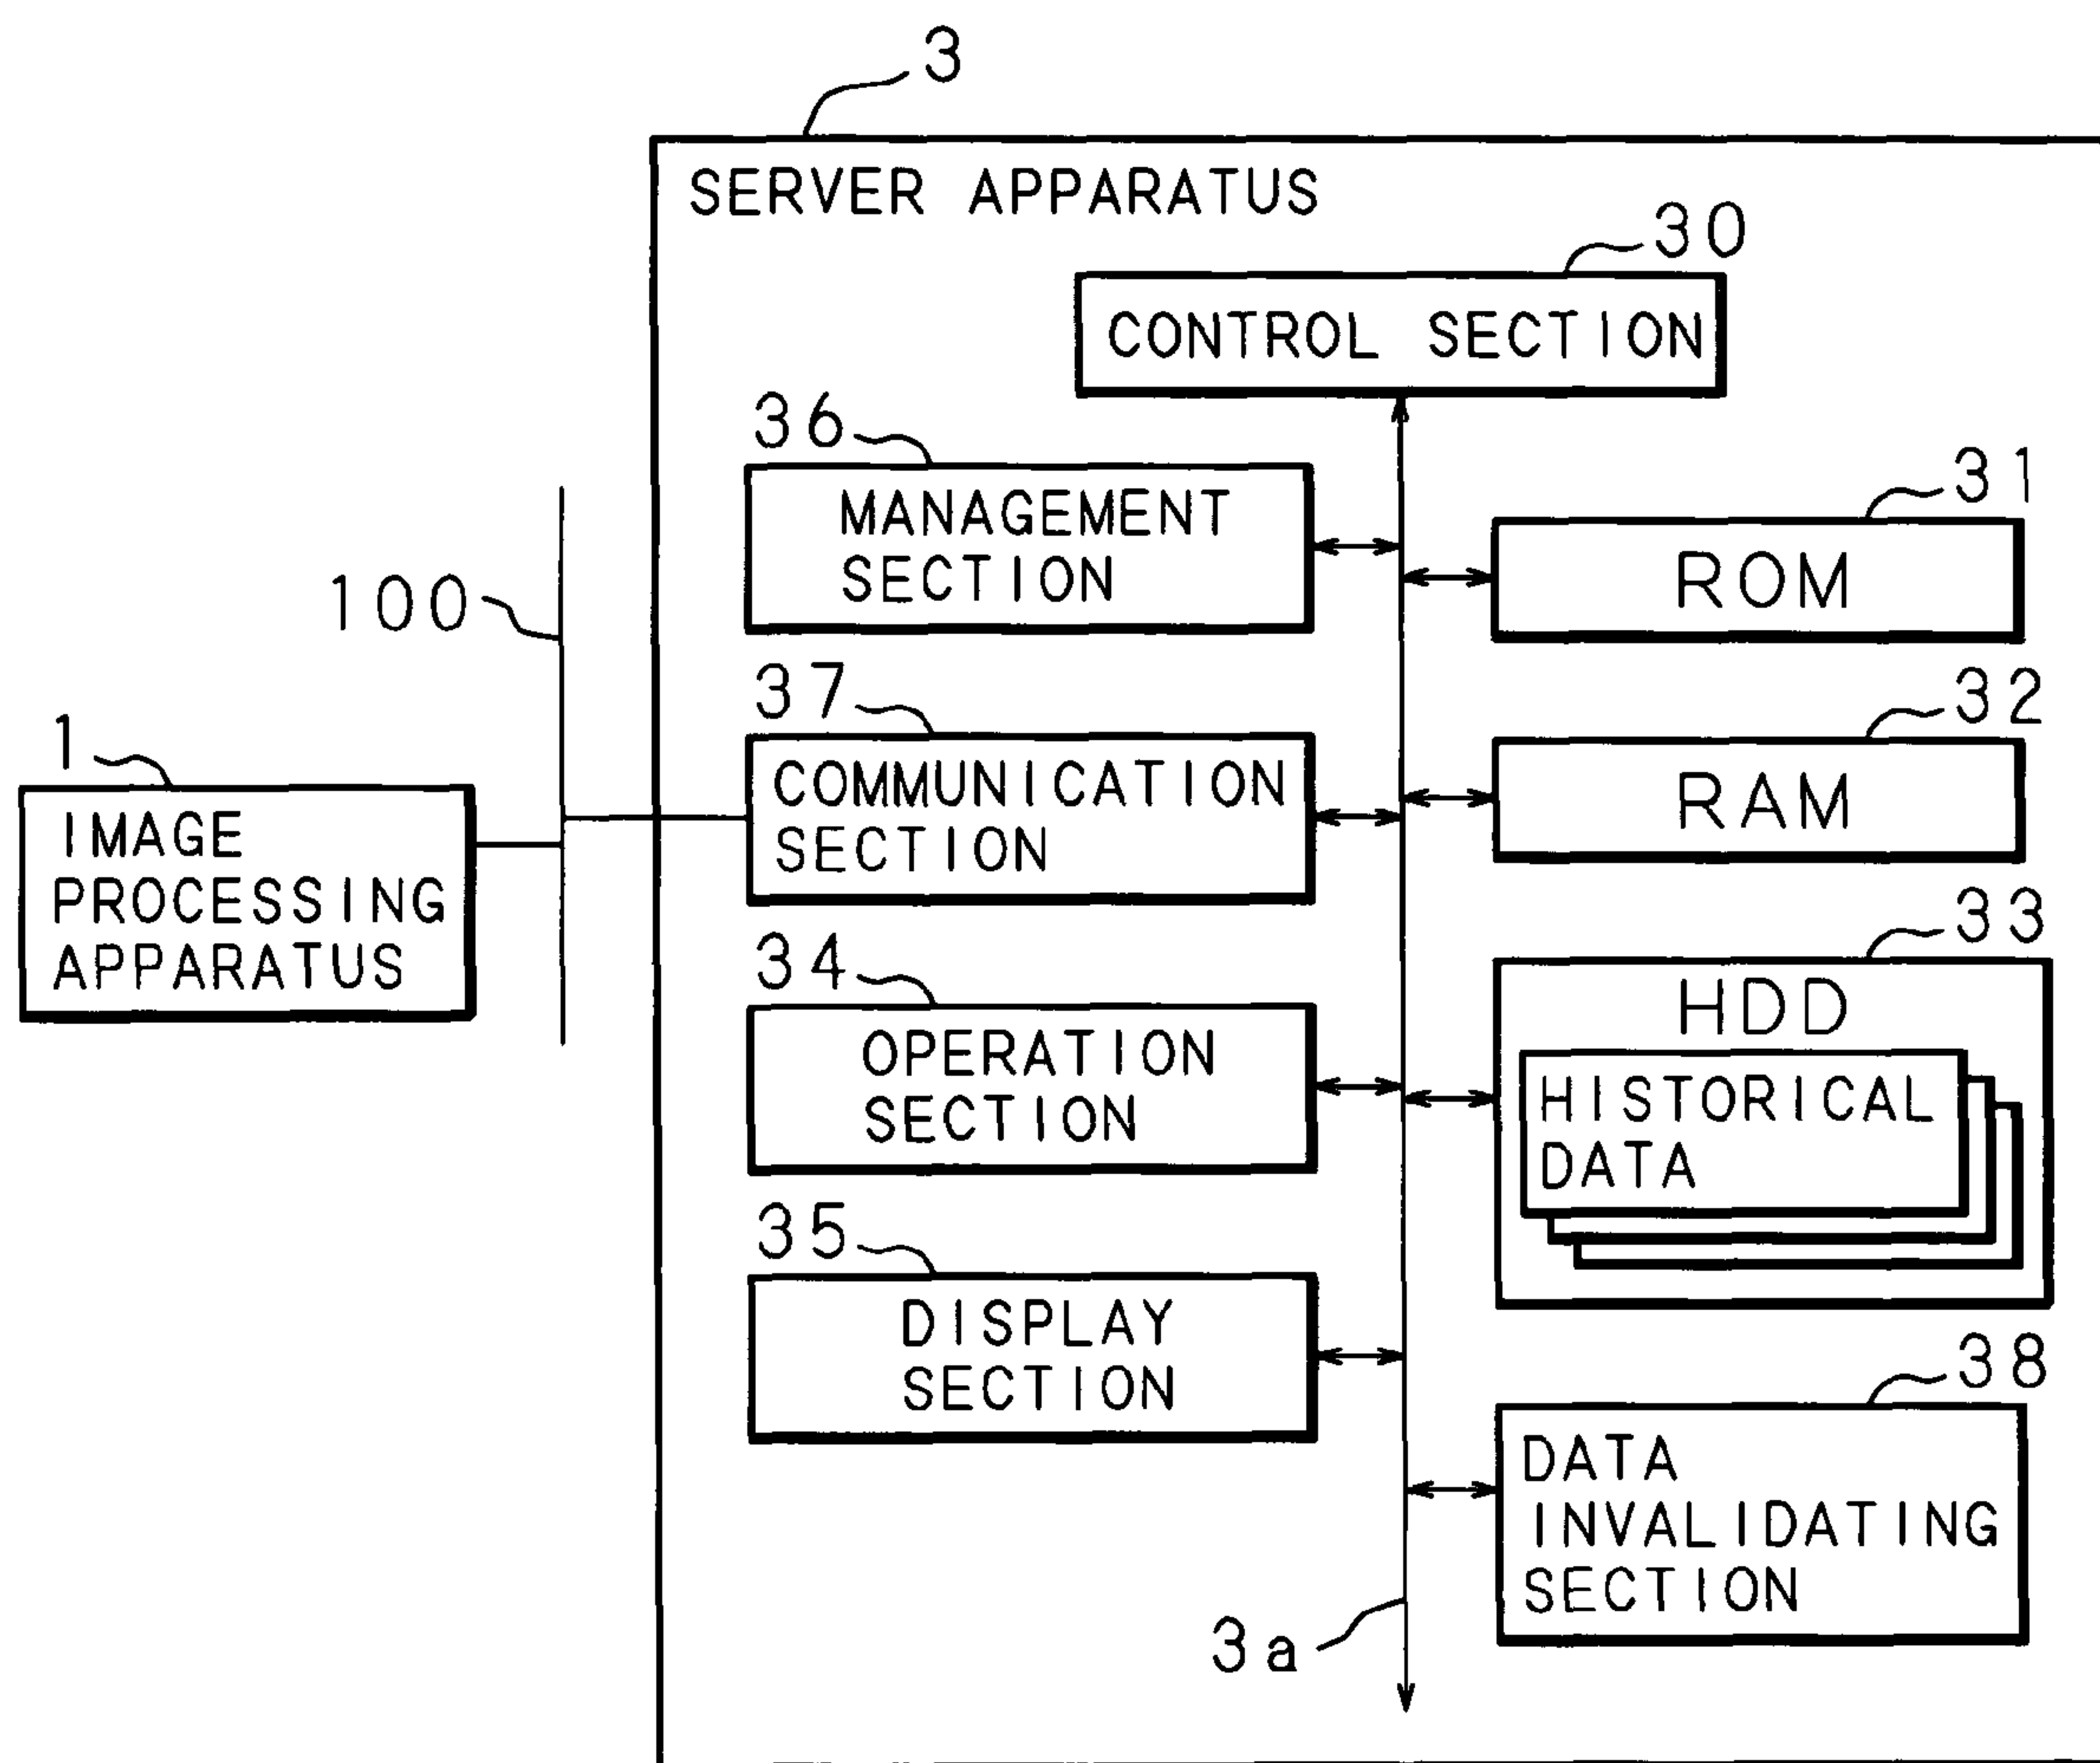 3
SERVER APPARATUS
30
CONTROL SECTION
36
MANAGEMENT
SECTION
31
ROM
100
37
COMMUNICATION
SECTION
32
RAM
1
IMAGE
PROCESSING
APPARATUS
34
OPERATION
SECTION
33
HDD
HISTORICAL
DATA
35
DISPLAY
SECTION
38
DATA
INVALIDATING
SECTION
3a